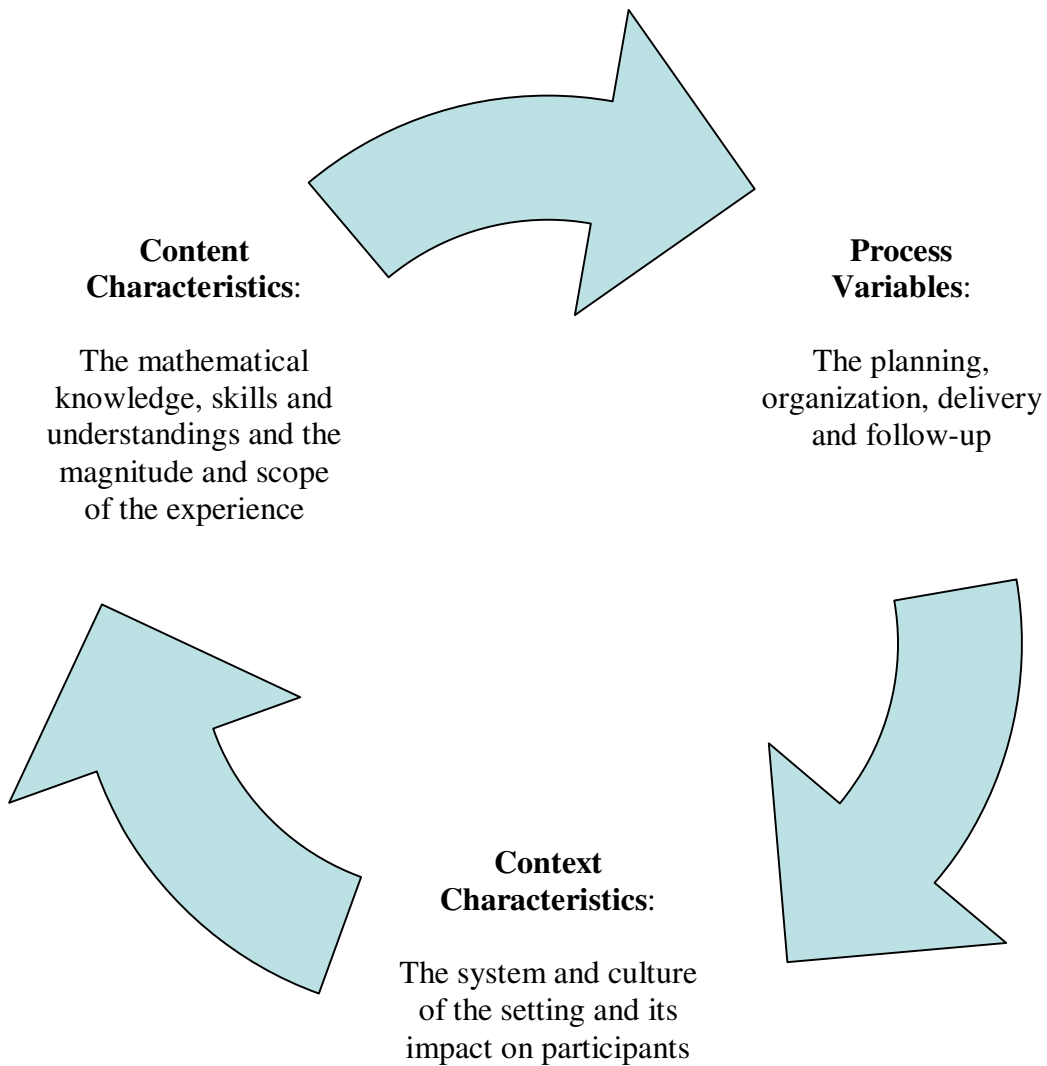 Content
Characteristics:
The mathematical
knowledge, skills and
understandings and the
magnitude and scope
of the experience
Process
Variables:
The planning,
organization, delivery
and follow-up
Context
Characteristics:
The system and culture
of the setting and its
impact on participants